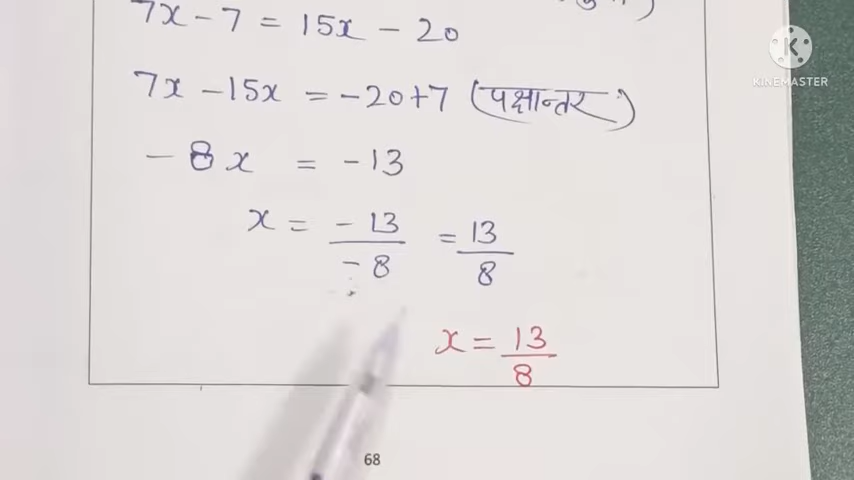 7x - 7 = 15x - 20
7x - 15x = -20+7 (पक्षान्तर)
- 8x = -13
x = -13/-8 = 13/8
x = 13/8
68
KINEMASTER